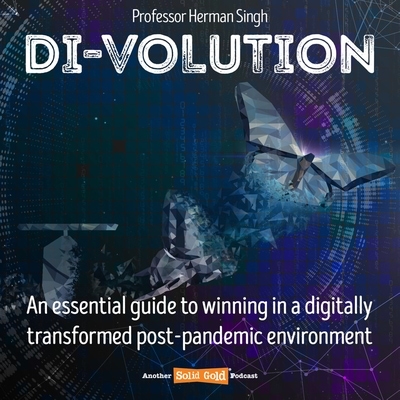 Professor Herman Singh
DI-VOLUTION
An essential guide to winning in a digitally
transformed post-pandemic environment
Another Solid Gold Podcast